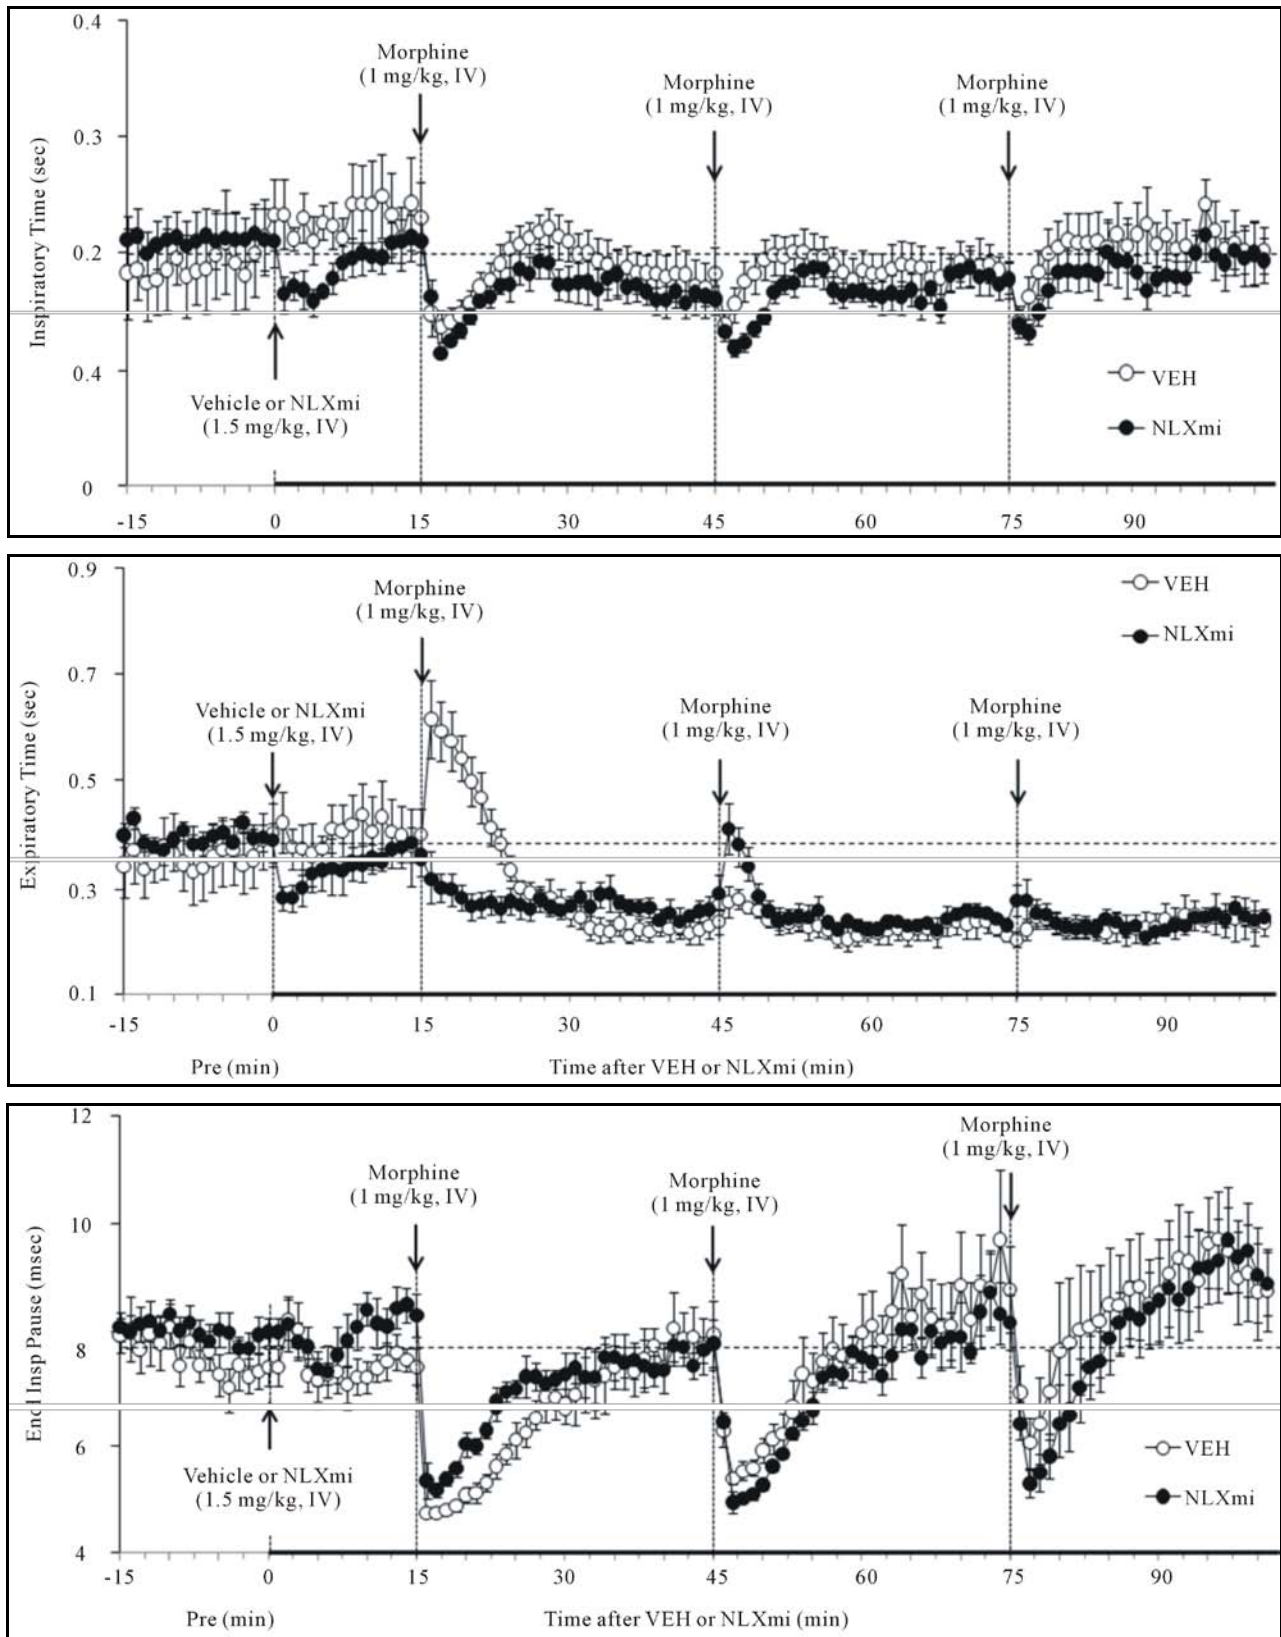 0.4
Morphine
(1 mg/kg, IV)
Morphine
(1 mg/kg, IV)
Morphine
(1 mg/kg, IV)
0.3
Inspiratory Time (sec)
0.2
0.4
VEH
Vehicle or NLXmi
(1.5 mg/kg, IV)
NLXmi
0
-15 0 15 30 45 60 75 90
0.9
VEH
Morphine
(1 mg/kg, IV)
NLXmi
0.7
Vehicle or NLXmi
(1.5 mg/kg, IV)
Morphine
(1 mg/kg, IV)
Morphine
(1 mg/kg, IV)
Expiratory Time (sec)
0.5
0.3
0.1
-15 0 15 30 45 60 75 90
Pre (min) Time after VEH or NLXmi (min)
12
Morphine
(1 mg/kg, IV)
Morphine
(1 mg/kg, IV)
Morphine
(1 mg/kg, IV)
10
End Insp Pause (msec)
8
6
VEH
Vehicle or NLXmi
(1.5 mg/kg, IV)
NLXmi
4
-15 0 15 30 45 60 75 90
Pre (min) Time after VEH or NLXmi (min)